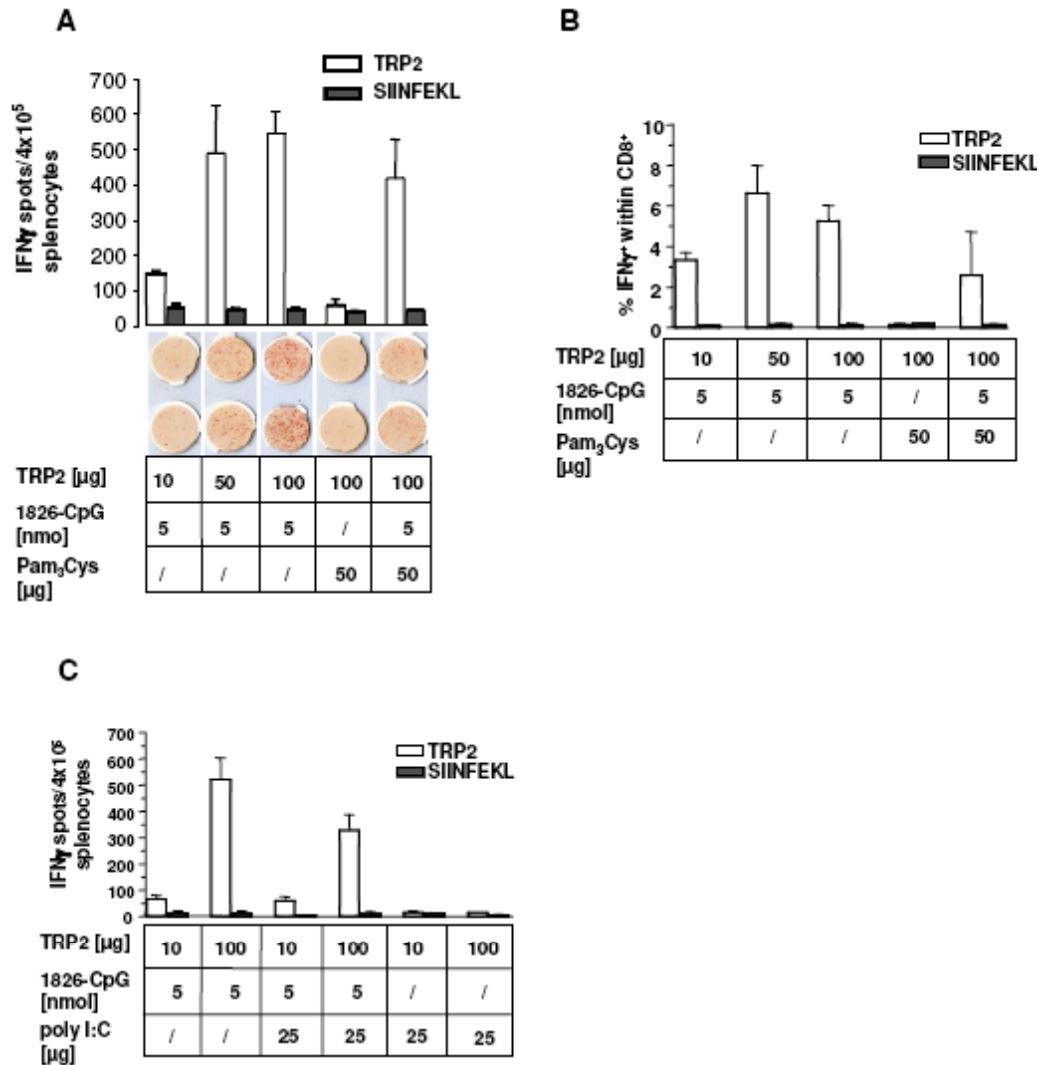 A
TRP2
SIINFEKL
700
600
500
400
300
200
100
0
IFNγ spots/4x10⁵
splenocytes
TRP2 [µg] 10 50 100 100 100
1826-CpG
[nmo] 5 5 5 / 5
Pam₃Cys
[µg] / / / 50 50
B
TRP2
SIINFEKL
10
8
6
4
2
0
% IFNγ⁺ within CD8⁺
TRP2 [µg] 10 50 100 100 100
1826-CpG
[nmol] 5 5 5 / 5
Pam₃Cys
[µg] / / / 50 50
C
TRP2
SIINFEKL
700
600
500
400
300
200
100
0
IFNγ spots/4x10⁵
splenocytes
TRP2 [µg] 10 100 10 100 10 100
1826-CpG
[nmol] 5 5 5 5 / /
poly I:C
[µg] / / 25 25 25 25